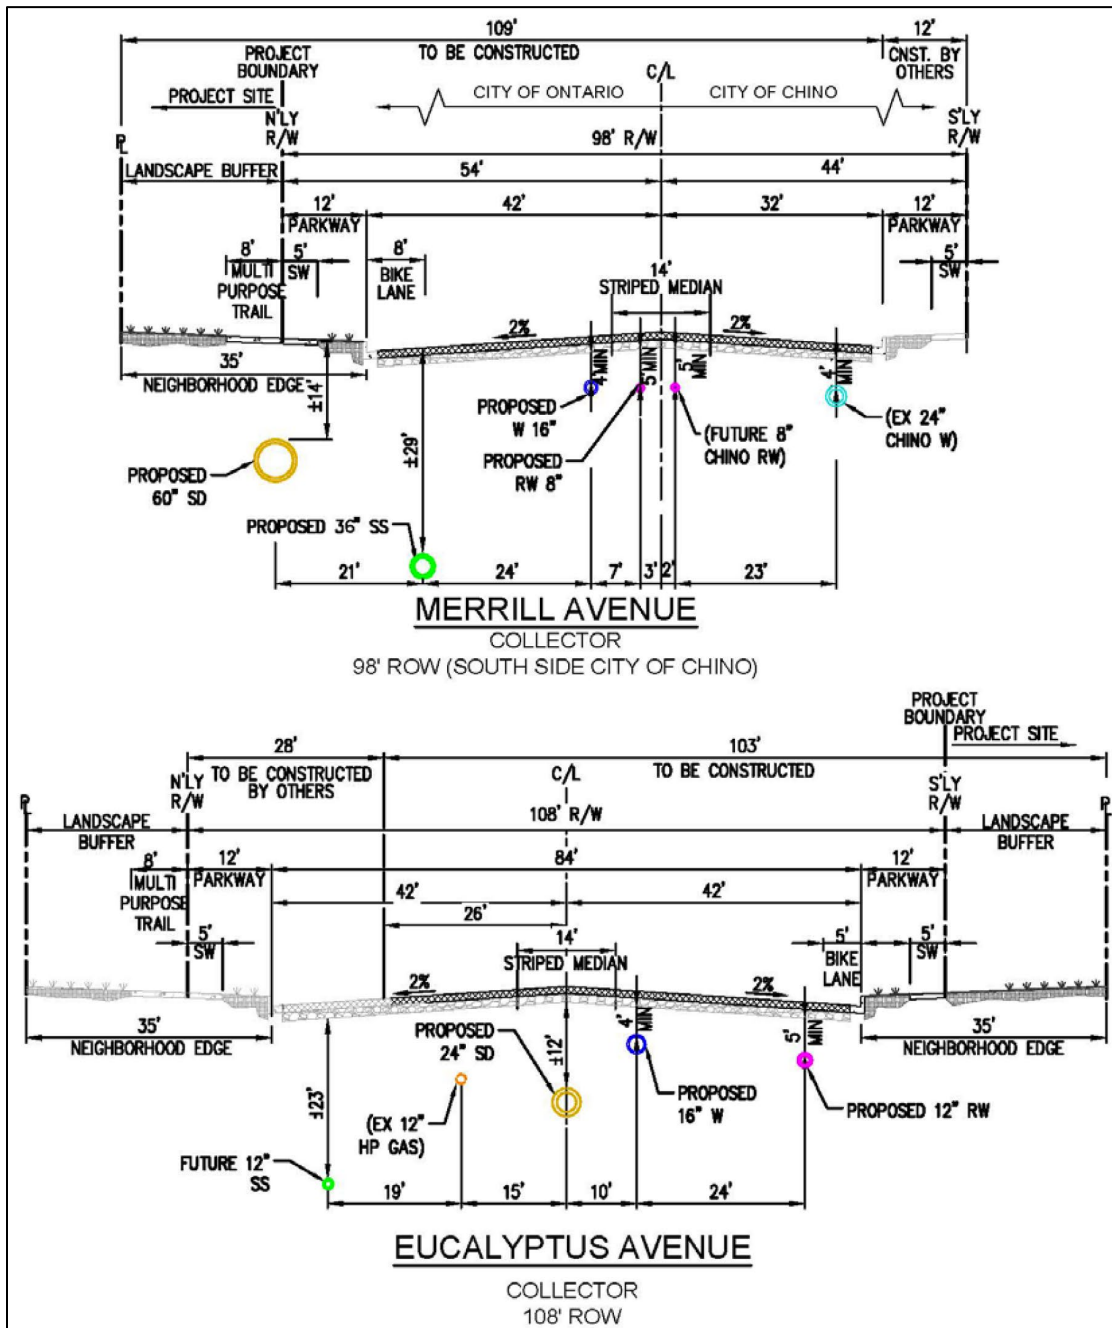 109'
12'
TO BE CONSTRUCTED
CNST. BY
OTHERS
PROJECT
BOUNDARY
C/L
PROJECT SITE
CITY OF ONTARIO
CITY OF CHINO
N'LY
R/W
S'LY
R/W
PL
98' R/W
LANDSCAPE BUFFER
54'
44'
12'
PARKWAY
42'
32'
12'
PARKWAY
8'
MULTI
PURPOSE
TRAIL
5'
SW
8'
BIKE
LANE
14'
STRIPED MEDIAN
5'
SW
2%
2%
35'
NEIGHBORHOOD EDGE
±14'
±29'
4' MIN
5' MIN
5'
MIN
4'
MIN
PROPOSED
W 16"
PROPOSED
RW 8"
(FUTURE 8"
CHINO RW)
(EX 24"
CHINO W)
PROPOSED
60" SD
PROPOSED 36" SS
21'
24'
7'
3'
2'
23'
MERRILL AVENUE
COLLECTOR
98' ROW (SOUTH SIDE CITY OF CHINO)
PROJECT
BOUNDARY
PROJECT SITE
28'
103'
TO BE CONSTRUCTED
BY OTHERS
C/L
TO BE CONSTRUCTED
PL
N'LY
R/W
S'LY
R/W
LANDSCAPE
BUFFER
108' R/W
LANDSCAPE
BUFFER
8'
MULTI
PURPOSE
TRAIL
12'
PARKWAY
84'
12'
PARKWAY
42'
42'
26'
5'
SW
14'
STRIPED MEDIAN
5'
BIKE
LANE
5'
SW
2%
2%
35'
NEIGHBORHOOD EDGE
35'
NEIGHBORHOOD EDGE
PROPOSED
24" SD
±12'
4'
MIN
5'
MIN
±23'
(EX 12"
HP GAS)
PROPOSED
16" W
PROPOSED 12" RW
FUTURE 12"
SS
19'
15'
10'
24'
EUCALYPTUS AVENUE
COLLECTOR
108' ROW